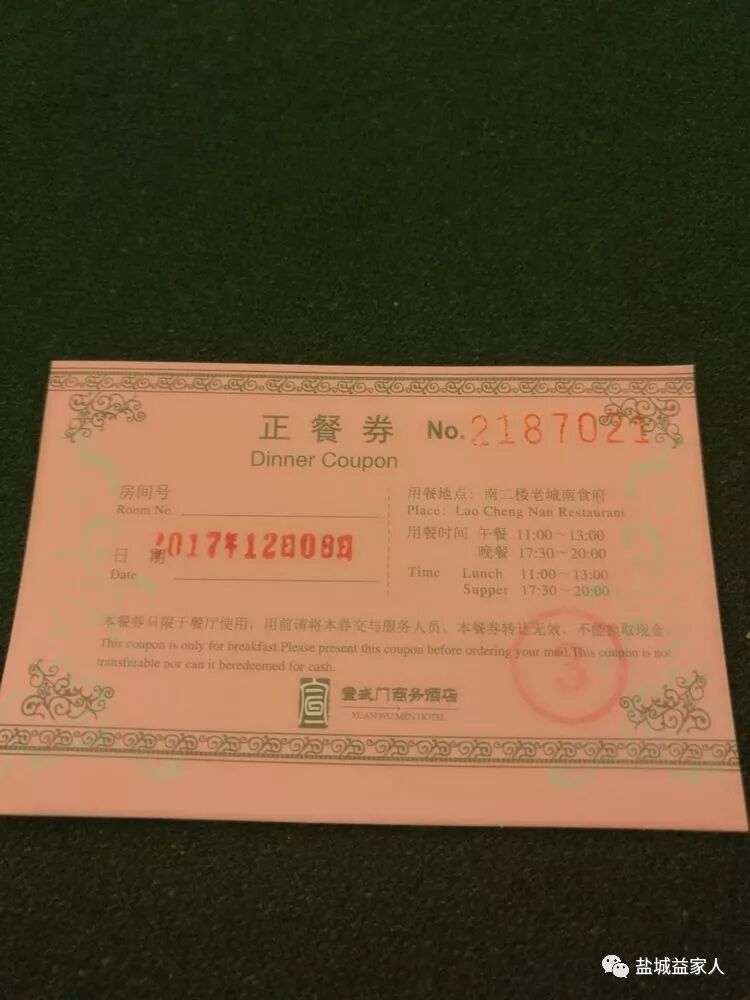 正餐券 No. 2187021
Dinner Coupon
房间号
Room No.
日 期 2017年12月08日
Date
用餐地点：南二楼老城南食府
Place: Lao Cheng Nan Restaurant
用餐时间 午餐 11:00~13:00
晚餐 17:30~20:00
Time Lunch 11:00~13:00
Supper 17:30~20:00
本餐券只限于餐厅使用，用前请将本券交与服务人员，本餐券转让无效，不能换取现金
This coupon is only for breakfast.Please present this coupon before ordering your mail.This coupon is not
transferable nor can it beredeemed for cash.
3
宣武门商务酒店
XUAN WU MEN HOTEL
盐城益家人